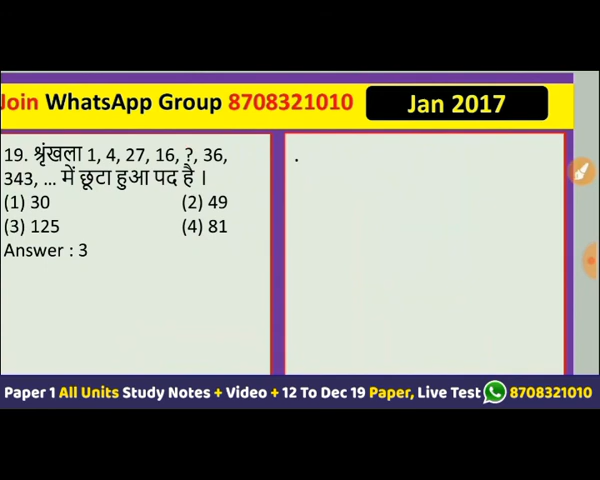 Join WhatsApp Group 8708321010
Jan 2017
19. श्रृंखला 1, 4, 27, 16, ?, 36,
343, ... में छूटा हुआ पद है ।
(1) 30 (2) 49
(3) 125 (4) 81
Answer : 3
.
Paper 1 All Units Study Notes + Video + 12 To Dec 19 Paper, Live Test 8708321010